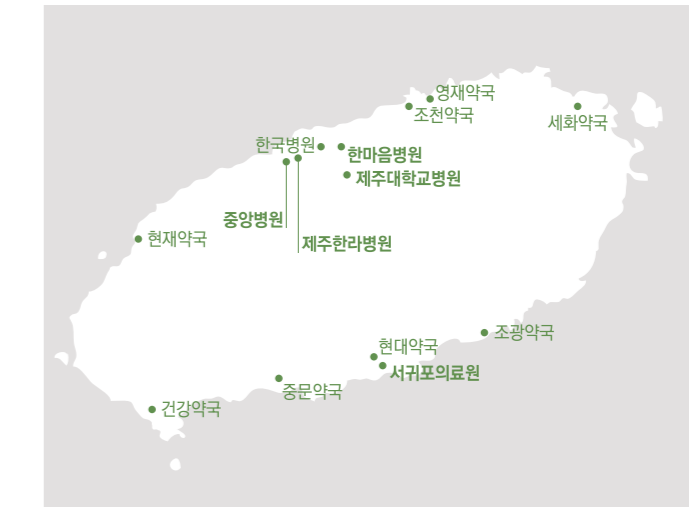 영재약국
조천약국
세화약국
한국병원
한마음병원
제주대학교병원
중앙병원
현재약국
제주한라병원
조광약국
현대약국
서귀포의료원
중문약국
건강약국